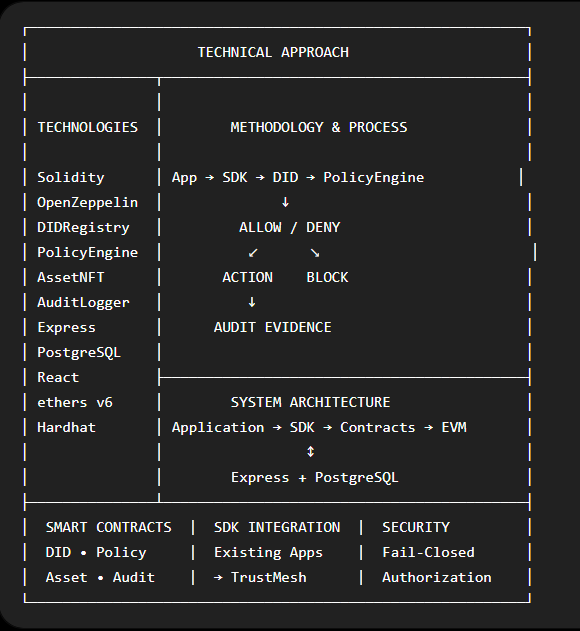 TECHNICAL APPROACH
TECHNOLOGIES
METHODOLOGY & PROCESS
Solidity
App → SDK → DID → PolicyEngine
OpenZeppelin
↓
DIDRegistry
ALLOW / DENY
PolicyEngine
↙ ↘
AssetNFT
ACTION BLOCK
AuditLogger
↓
Express
AUDIT EVIDENCE
PostgreSQL
React
ethers v6
SYSTEM ARCHITECTURE
Hardhat
Application → SDK → Contracts → EVM
↕
Express + PostgreSQL
SMART CONTRACTS | SDK INTEGRATION | SECURITY
DID • Policy | Existing Apps | Fail-Closed
Asset • Audit | → TrustMesh | Authorization